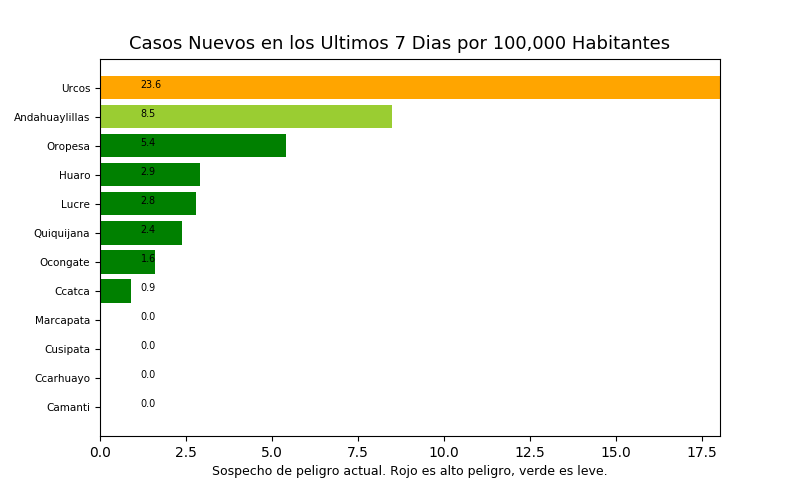 Casos Nuevos en los Ultimos 7 Dias por 100,000 Habitantes
Urcos 23.6
Andahuaylillas 8.5
Oropesa 5.4
Huaro 2.9
Lucre 2.8
Quiquijana 2.4
Ocongate 1.6
Ccatca 0.9
Marcapata 0.0
Cusipata 0.0
Ccarhuayo 0.0
Camanti 0.0
0.0 2.5 5.0 7.5 10.0 12.5 15.0 17.5
Sospecho de peligro actual. Rojo es alto peligro, verde es leve.